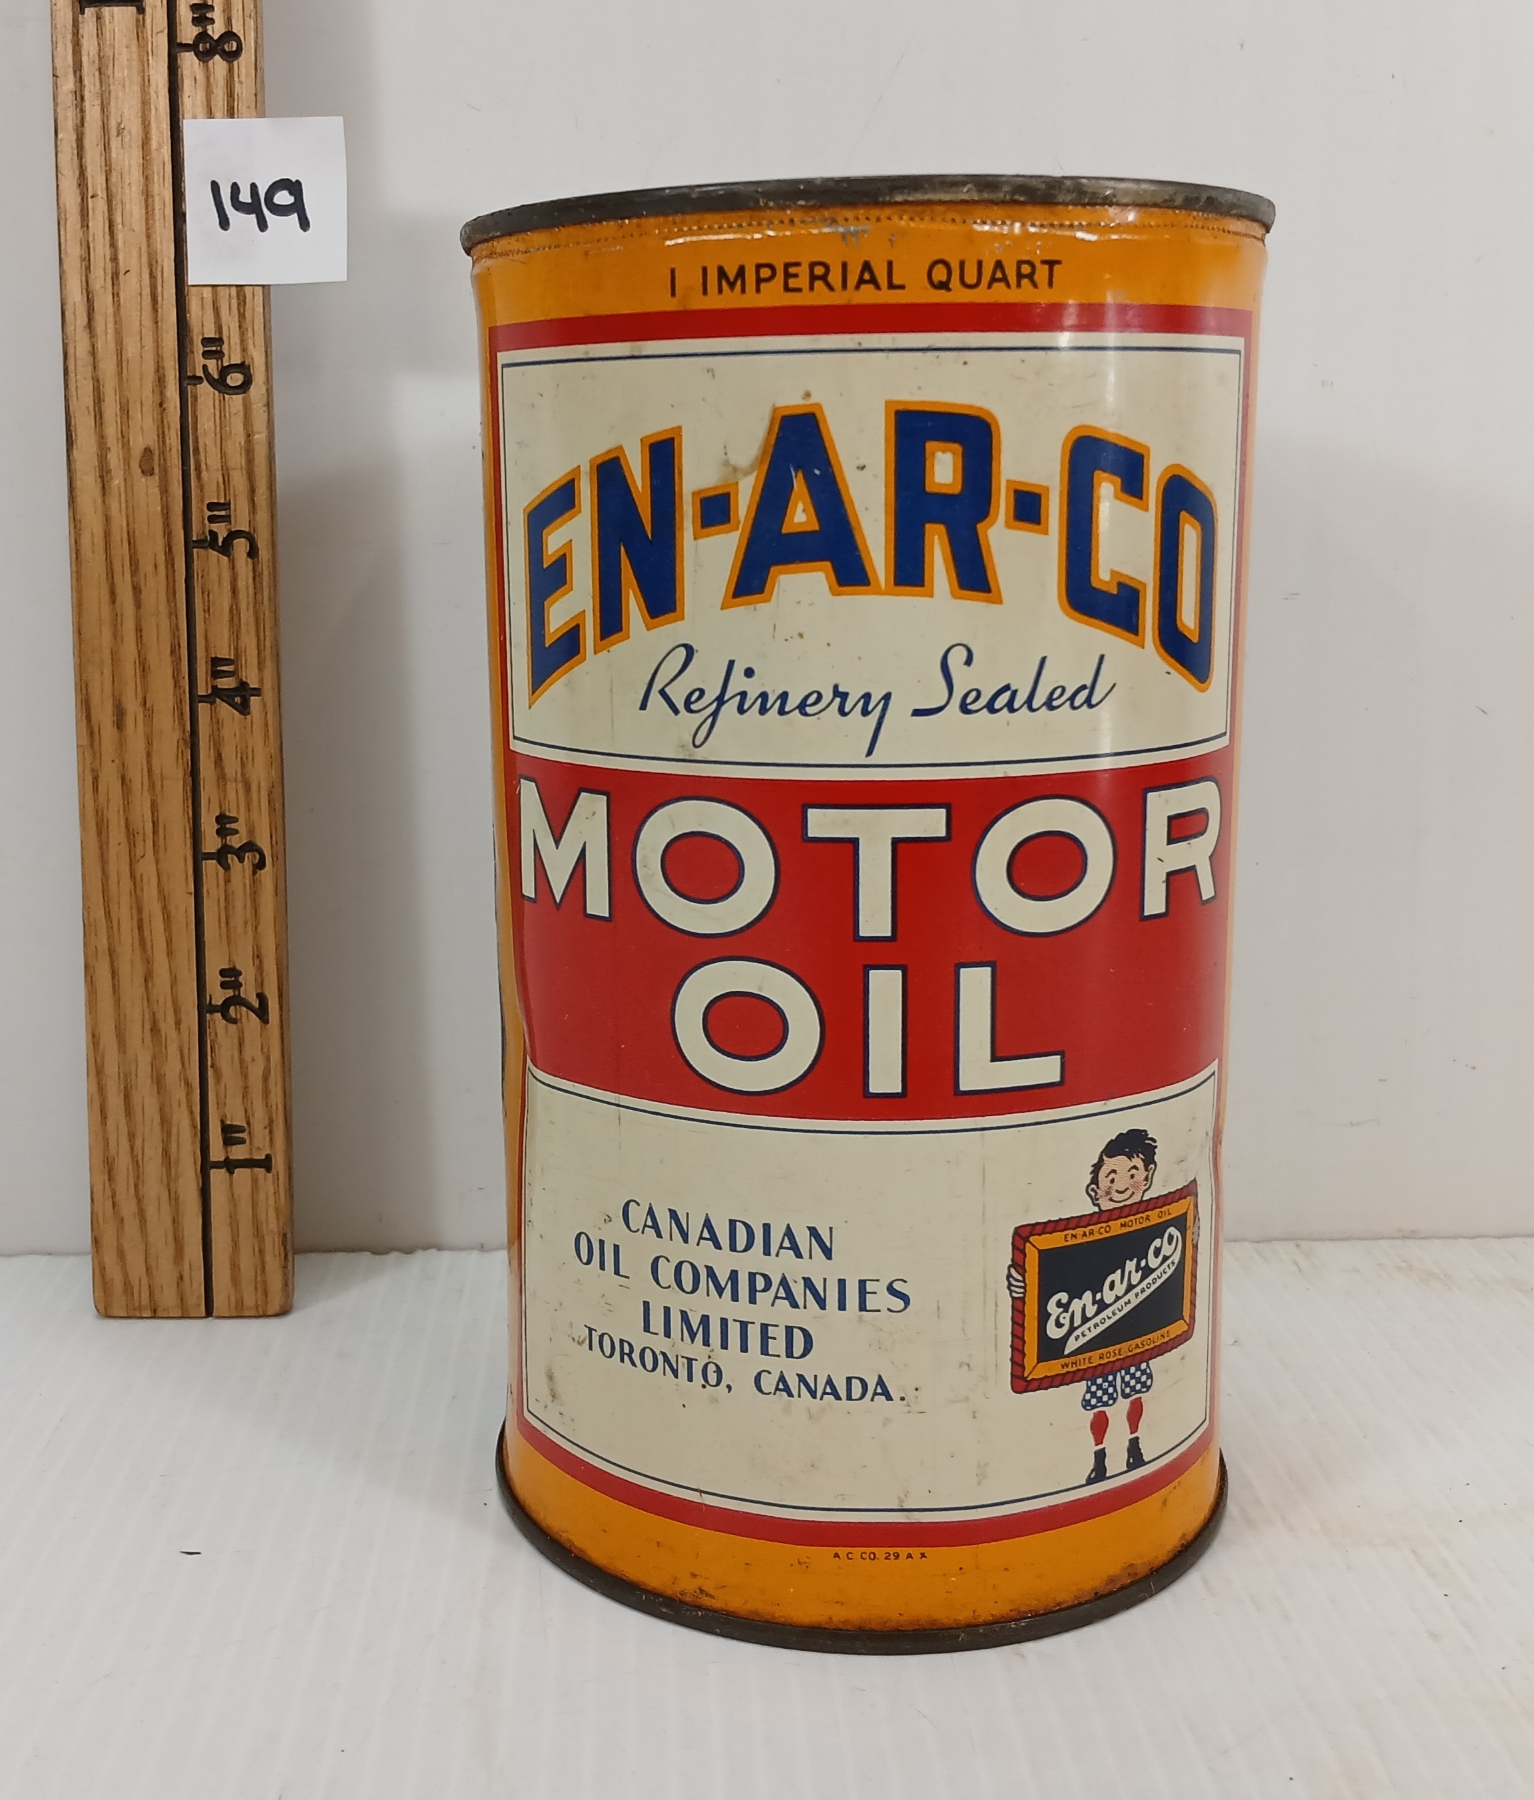 8"
149
6"
5"
4"
3"
2"
1"
1 IMPERIAL QUART
EN-AR-CO
Refinery Sealed
MOTOR
OIL
CANADIAN
OIL COMPANIES
LIMITED
TORONTO, CANADA.
EN-AR-CO MOTOR OIL
En-ar-co
PETROLEUM PRODUCTS
WHITE ROSE GASOLINE
A C CO. 29 A X